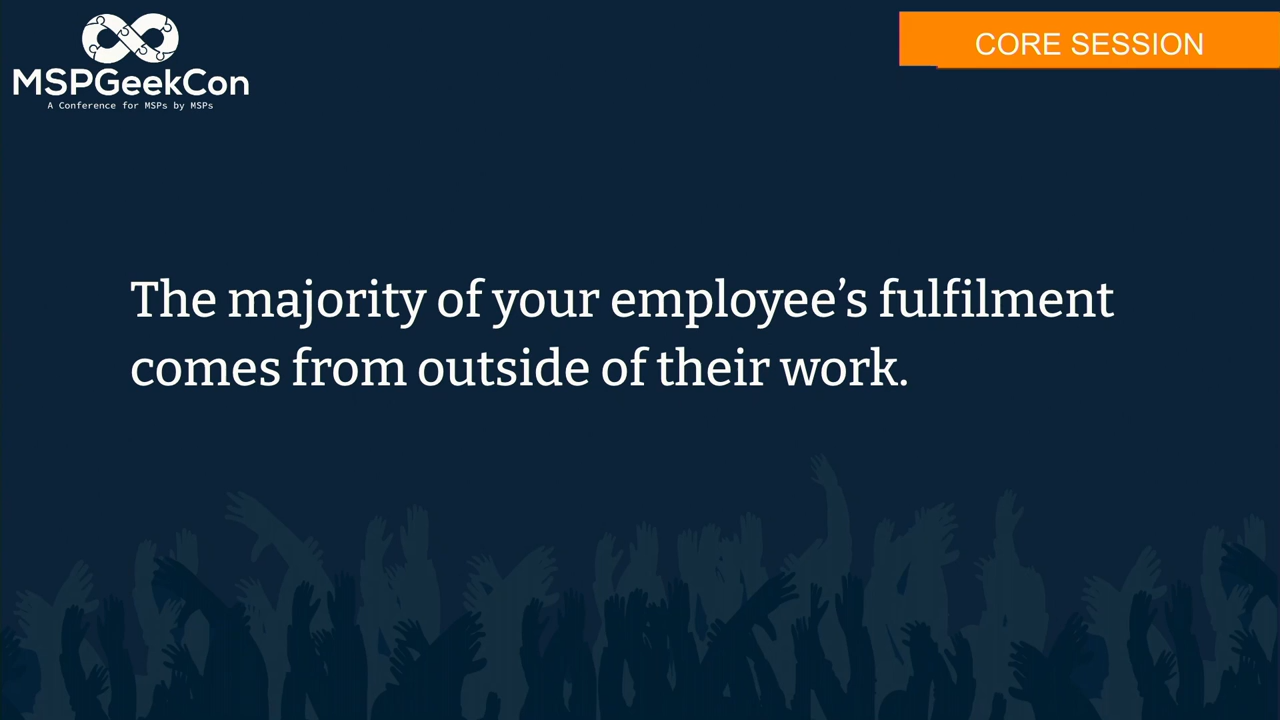 MSPGeekCon
A Conference for MSPs by MSPs
CORE SESSION
The majority of your employee’s fulfilment
comes from outside of their work.